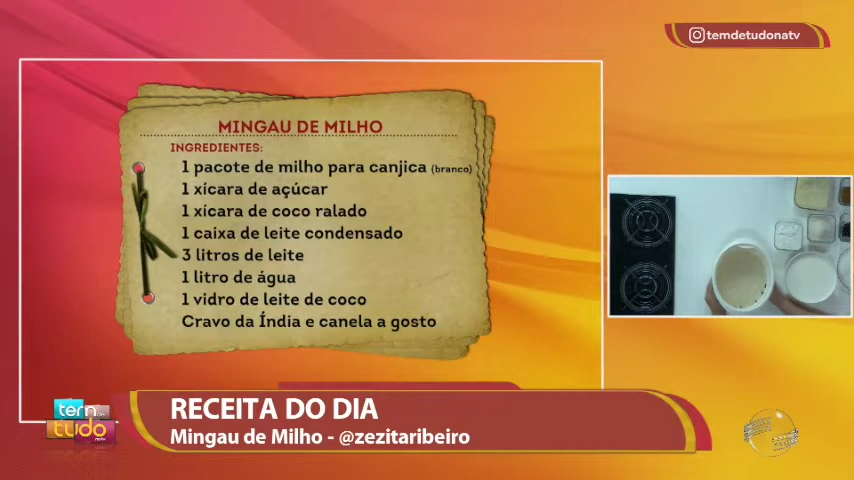 temdetudonatv
MINGAU DE MILHO
INGREDIENTES:
1 pacote de milho para canjica (branco)
1 xícara de açúcar
1 xícara de coco ralado
1 caixa de leite condensado
3 litros de leite
1 litro de água
1 vidro de leite de coco
Cravo da Índia e canela a gosto
tem de
tudo
RECEITA DO DIA
Mingau de Milho - @zezitaribeiro